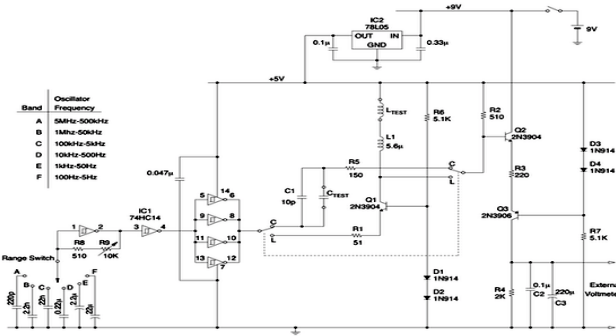 +9V
IC2
78L05
OUT IN
GND
0.1µ
0.33µ
9V
+5V
Oscillator
Band Frequency
A 5MHz-500kHz
B 1Mhz-50kHz
C 100kHz-5kHz
D 10kHz-500Hz
E 1kHz-50Hz
F 100Hz-5Hz
0.047µ
LTEST
L1
5.6µ
R6
5.1K
R2
510
Q2
2N3904
D3
1N914
D4
1N914
R3
220
R5
150
C
L
C1
10p
CTEST
Q1
2N3904
R1
51
Q3
2N3906
R7
5.1K
IC1
74HC14
1 2
3 4
5 14 6
9 8
11 10
13 7 12
C
L
R8
510
R9
10K
Range Switch
A B C D E F
220p
2.2n
22n
0.22µ
2.2µ
22µ
D1
1N914
D2
1N914
R4
2K
0.1µ
C2
220µ
C3
Extern
Voltmete